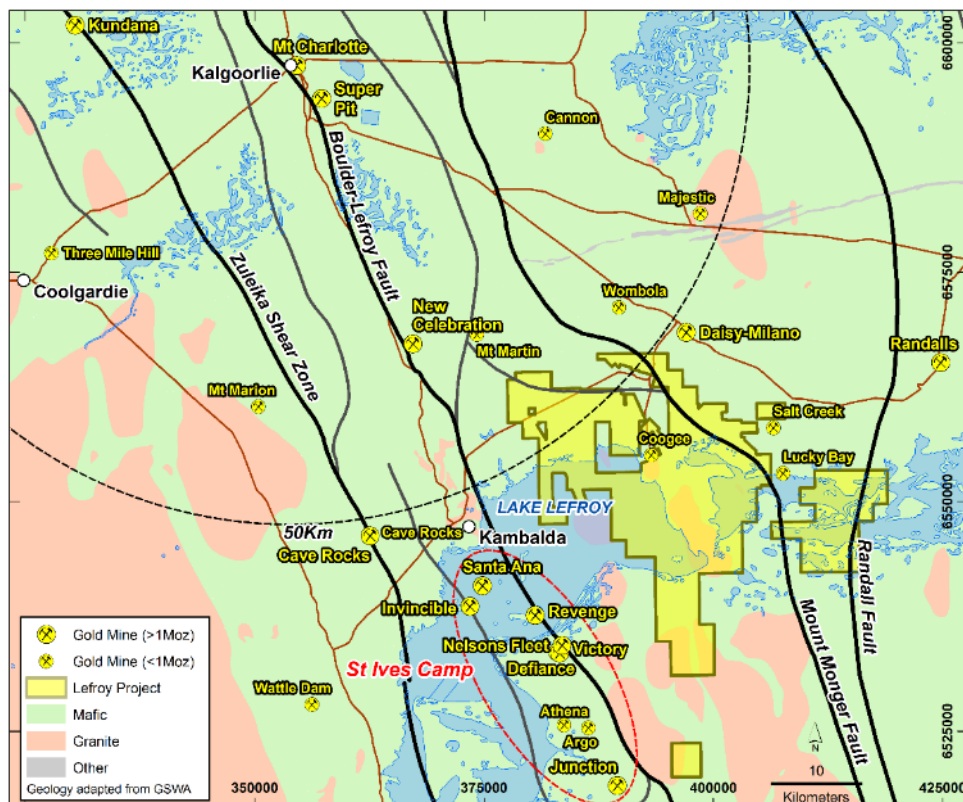 Kundana
Mt Charlotte
Kalgoorlie
Super
Pit
Cannon
6600000
Boulder-Lefroy Fault
Majestic
Three Mile Hill
Coolgardie
Zuleika Shear Zone
6575000
Wombola
New
Celebration
Mt Martin
Daisy-Milano
Randalls
Mt Marion
Salt Creek
Coogee
Lucky Bay
LAKE LEFROY
6550000
50Km
Cave Rocks
Cave Rocks
Kambalda
Santa Ana
Invincible
Revenge
Randall Fault
Nelsons Fleet
Victory
Defiance
Mount Monger Fault
St Ives Camp
Wattle Dam
Athena
Argo
Junction
6525000
N
10
Kilometers
Gold Mine (>1Moz)
Gold Mine (<1Moz)
Lefroy Project
Mafic
Granite
Other
Geology adapted from GSWA
350000
375000
400000
425000